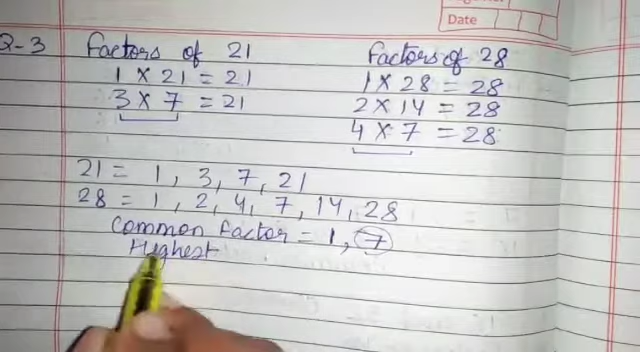 Date
Q-3 Factors of 21 Factors of 28
1 × 21 = 21 1 × 28 = 28
3 × 7 = 21 2 × 14 = 28
4 × 7 = 28
21 = 1, 3, 7, 21
28 = 1, 2, 4, 7, 14, 28
Common factor = 1, 7
Highest